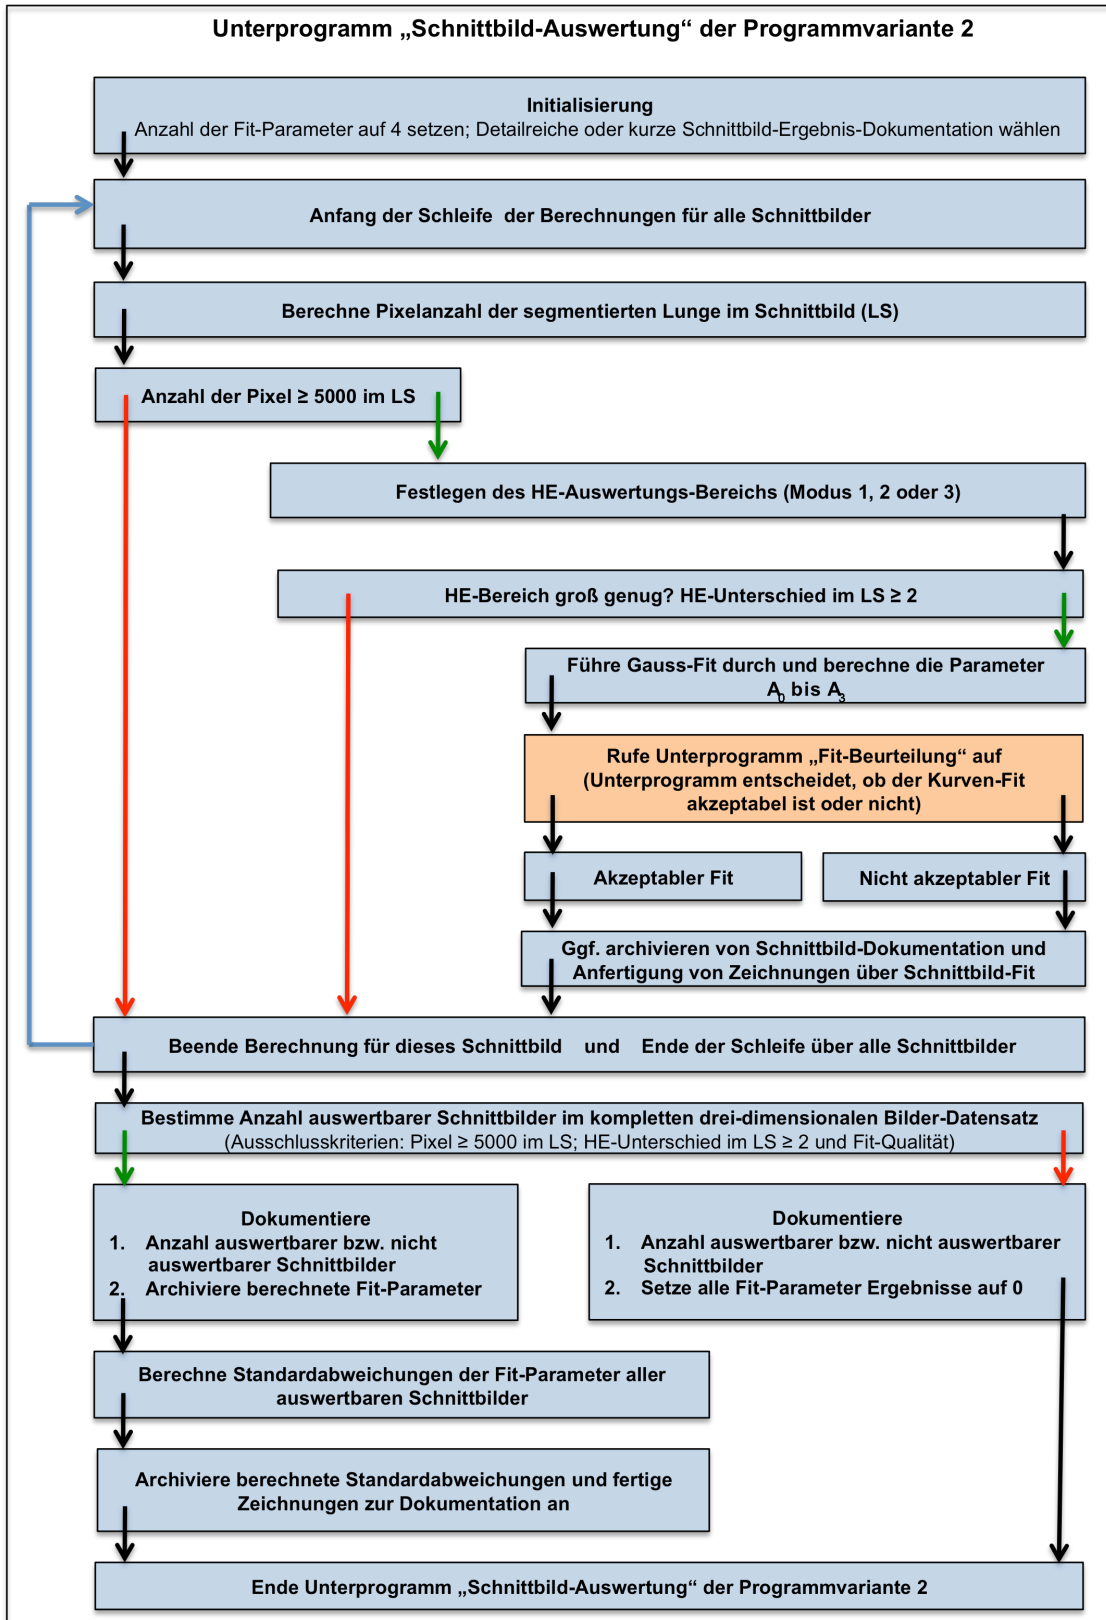 Unterprogramm „Schnittbild-Auswertung“ der Programmvariante 2
Initialisierung
Anzahl der Fit-Parameter auf 4 setzen; Detailreiche oder kurze Schnittbild-Ergebnis-Dokumentation wählen
Anfang der Schleife der Berechnungen für alle Schnittbilder
Berechne Pixelanzahl der segmentierten Lunge im Schnittbild (LS)
Anzahl der Pixel ≥ 5000 im LS
Festlegen des HE-Auswertungs-Bereichs (Modus 1, 2 oder 3)
HE-Bereich groß genug? HE-Unterschied im LS ≥ 2
Führe Gauss-Fit durch und berechne die Parameter
A₀ bis A₃
Rufe Unterprogramm „Fit-Beurteilung“ auf
(Unterprogramm entscheidet, ob der Kurven-Fit
akzeptabel ist oder nicht)
Akzeptabler Fit
Nicht akzeptabler Fit
Ggf. archivieren von Schnittbild-Dokumentation und
Anfertigung von Zeichnungen über Schnittbild-Fit
Beende Berechnung für dieses Schnittbild und Ende der Schleife über alle Schnittbilder
Bestimme Anzahl auswertbarer Schnittbilder im kompletten drei-dimensionalen Bilder-Datensatz
(Ausschlusskriterien: Pixel ≥ 5000 im LS; HE-Unterschied im LS ≥ 2 und Fit-Qualität)
Dokumentiere
1. Anzahl auswertbarer bzw. nicht
auswertbarer Schnittbilder
2. Archiviere berechnete Fit-Parameter
Dokumentiere
1. Anzahl auswertbarer bzw. nicht auswertbarer
Schnittbilder
2. Setze alle Fit-Parameter Ergebnisse auf 0
Berechne Standardabweichungen der Fit-Parameter aller
auswertbaren Schnittbilder
Archiviere berechnete Standardabweichungen und fertige
Zeichnungen zur Dokumentation an
Ende Unterprogramm „Schnittbild-Auswertung“ der Programmvariante 2